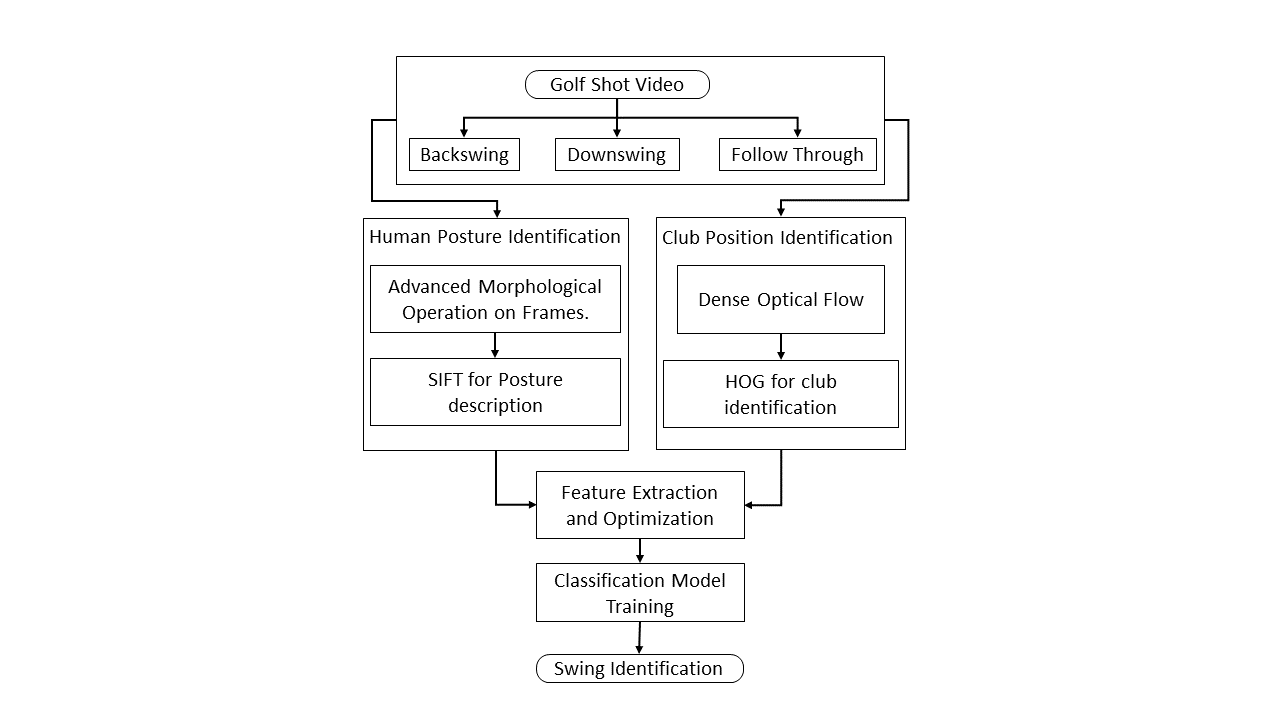 Golf Shot Video
Backswing
Downswing
Follow Through
Human Posture Identification
Advanced Morphological
Operation on Frames.
SIFT for Posture
description
Club Position Identification
Dense Optical Flow
HOG for club
identification
Feature Extraction
and Optimization
Classification Model
Training
Swing Identification